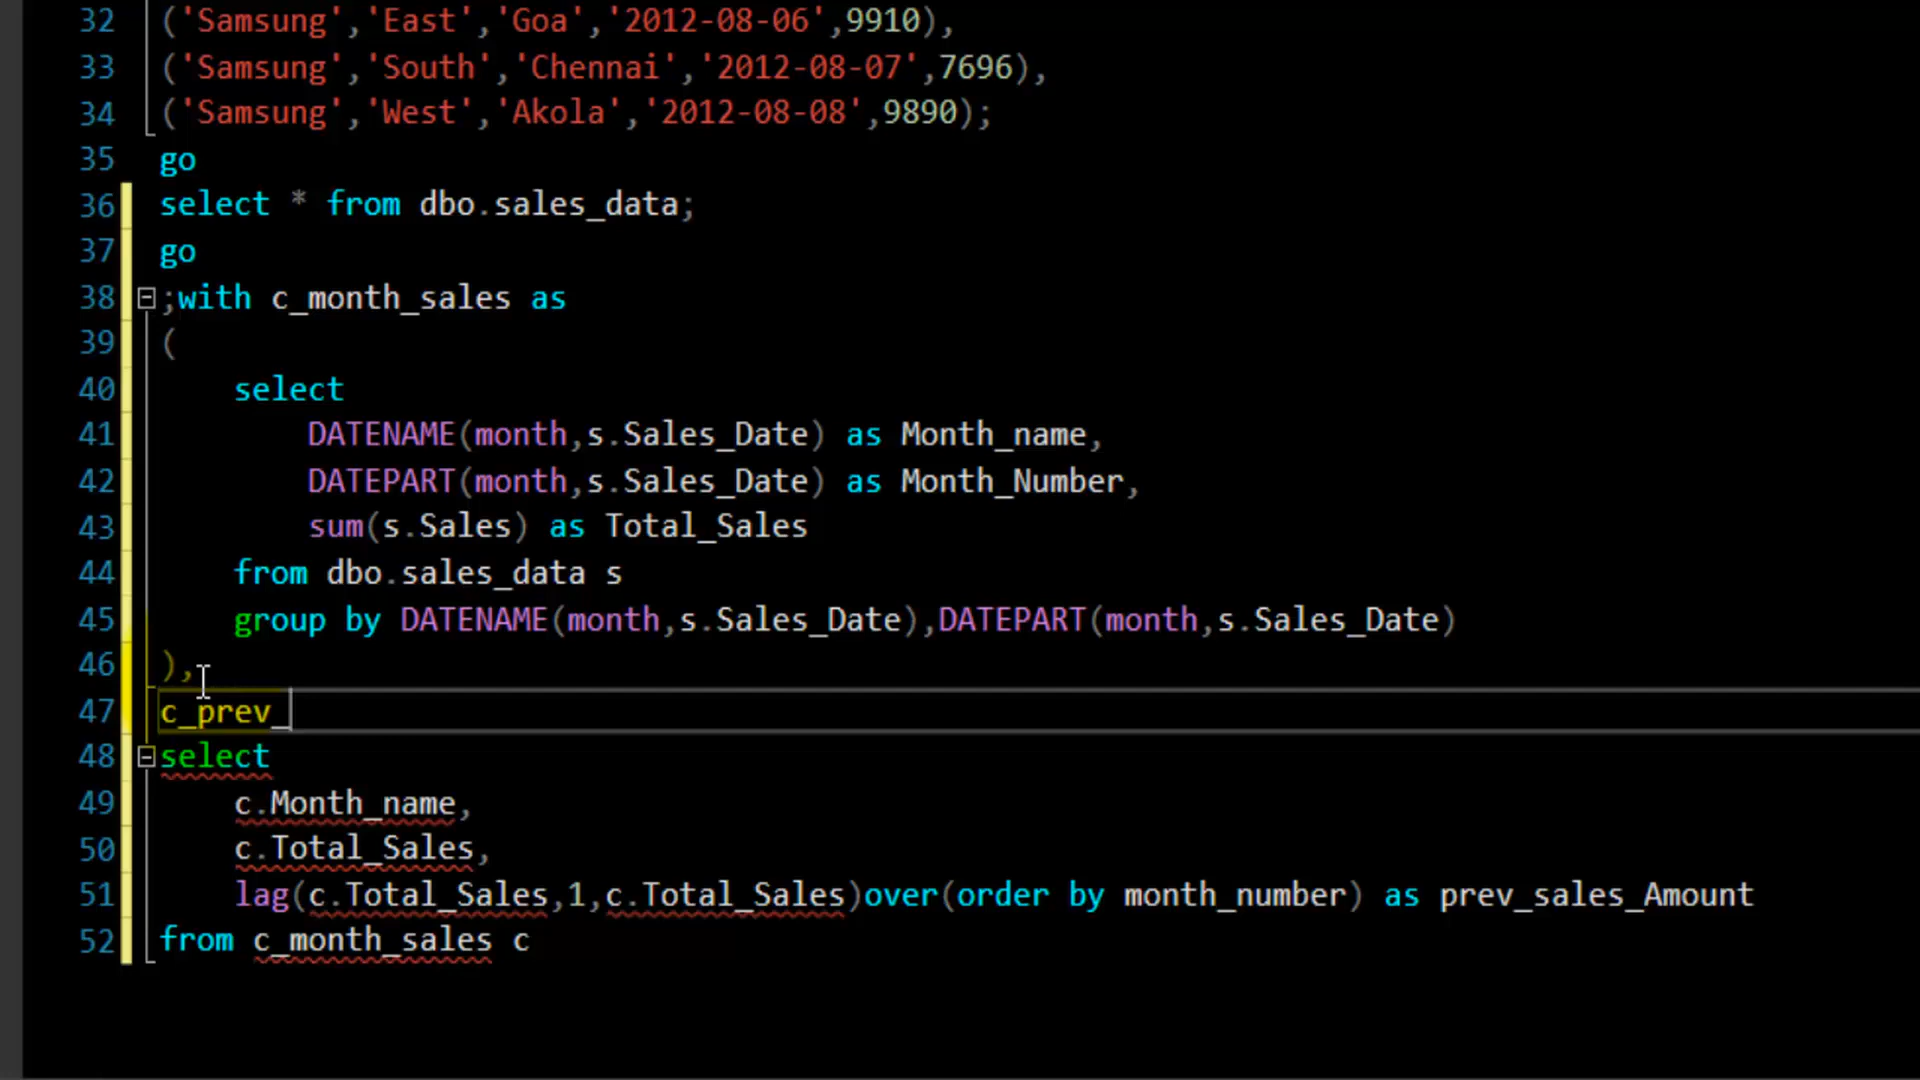 32 ('Samsung','East','Goa','2012-08-06',9910),
33 ('Samsung','South','Chennai','2012-08-07',7696),
34 ('Samsung','West','Akola','2012-08-08',9890);
35 go
36 select * from dbo.sales_data;
37 go
38 ;with c_month_sales as
39 (
40 select
41 DATENAME(month,s.Sales_Date) as Month_name,
42 DATEPART(month,s.Sales_Date) as Month_Number,
43 sum(s.Sales) as Total_Sales
44 from dbo.sales_data s
45 group by DATENAME(month,s.Sales_Date),DATEPART(month,s.Sales_Date)
46 ),
47 c_prev_
48 select
49 c.Month_name,
50 c.Total_Sales,
51 lag(c.Total_Sales,1,c.Total_Sales)over(order by month_number) as prev_sales_Amount
52 from c_month_sales c